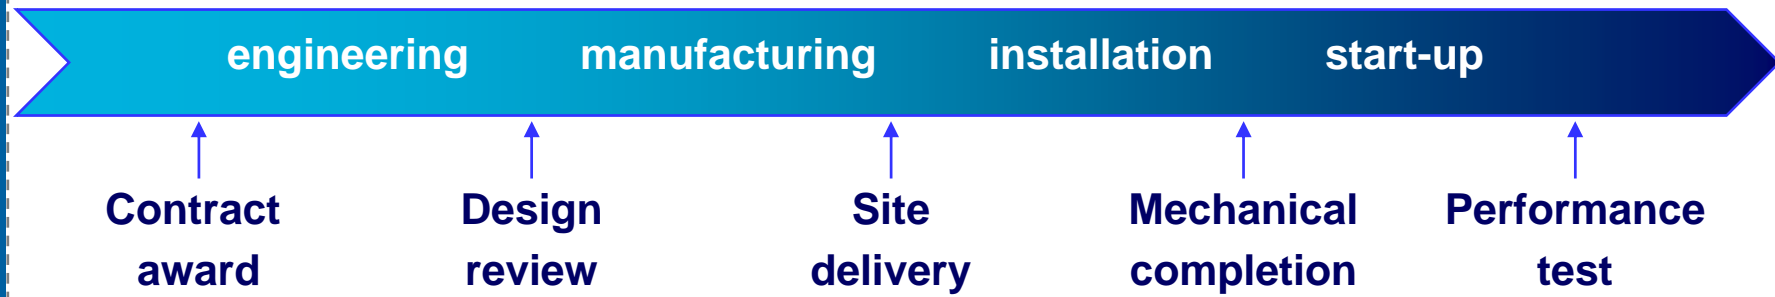 engineering manufacturing installation start-up
Contract Design Site Mechanical Performance
award review delivery completion test